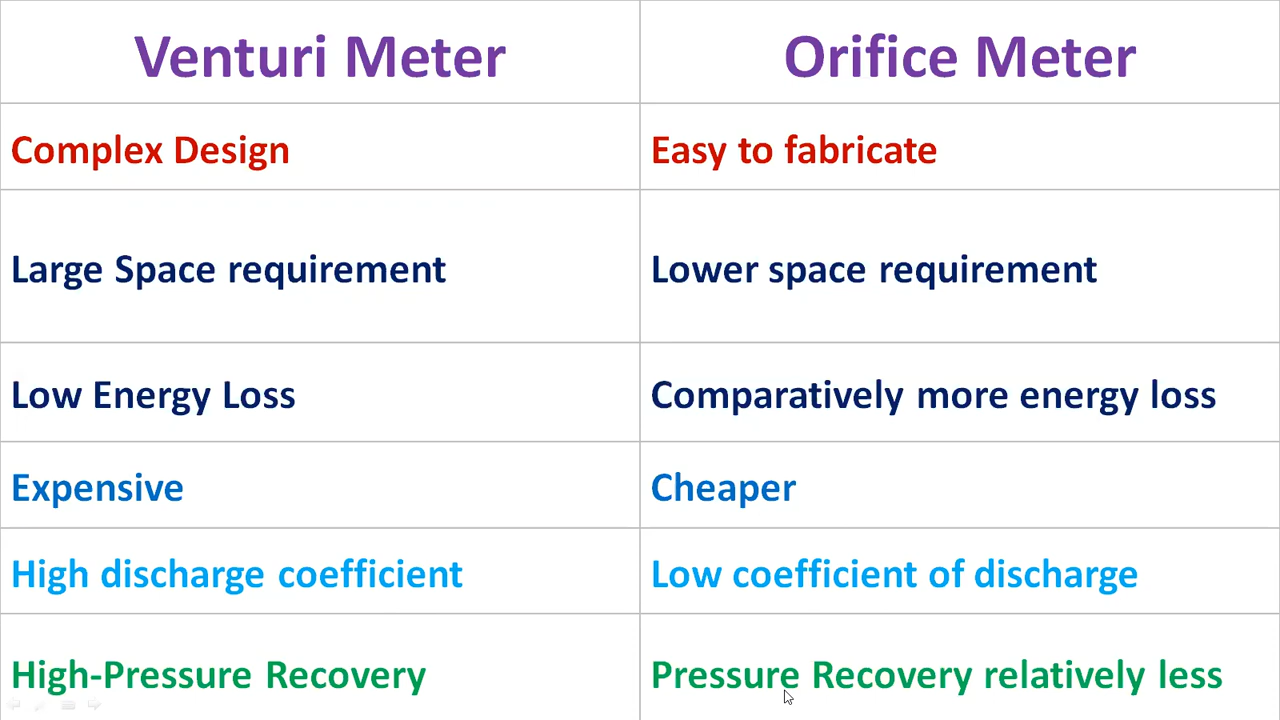 Venturi Meter
Orifice Meter
Complex Design
Easy to fabricate
Large Space requirement
Lower space requirement
Low Energy Loss
Comparatively more energy loss
Expensive
Cheaper
High discharge coefficient
Low coefficient of discharge
High-Pressure Recovery
Pressure Recovery relatively less